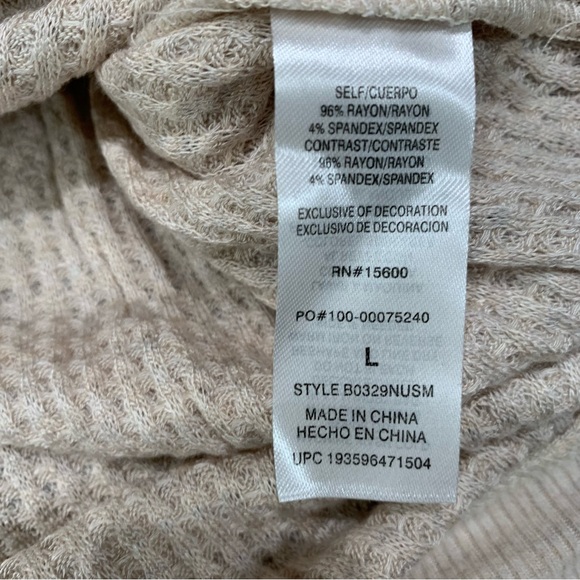 SELF/CUERPO
96% RAYON/RAYON
4% SPANDEX/SPANDEX
CONTRAST/CONTRASTE
96% RAYON/RAYON
4% SPANDEX/SPANDEX
EXCLUSIVE OF DECORATION
EXCLUSIVO DE DECORACION
RN#15600
PO#100-00075240
L
STYLE B0329NUSM
MADE IN CHINA
HECHO EN CHINA
UPC 193596471504